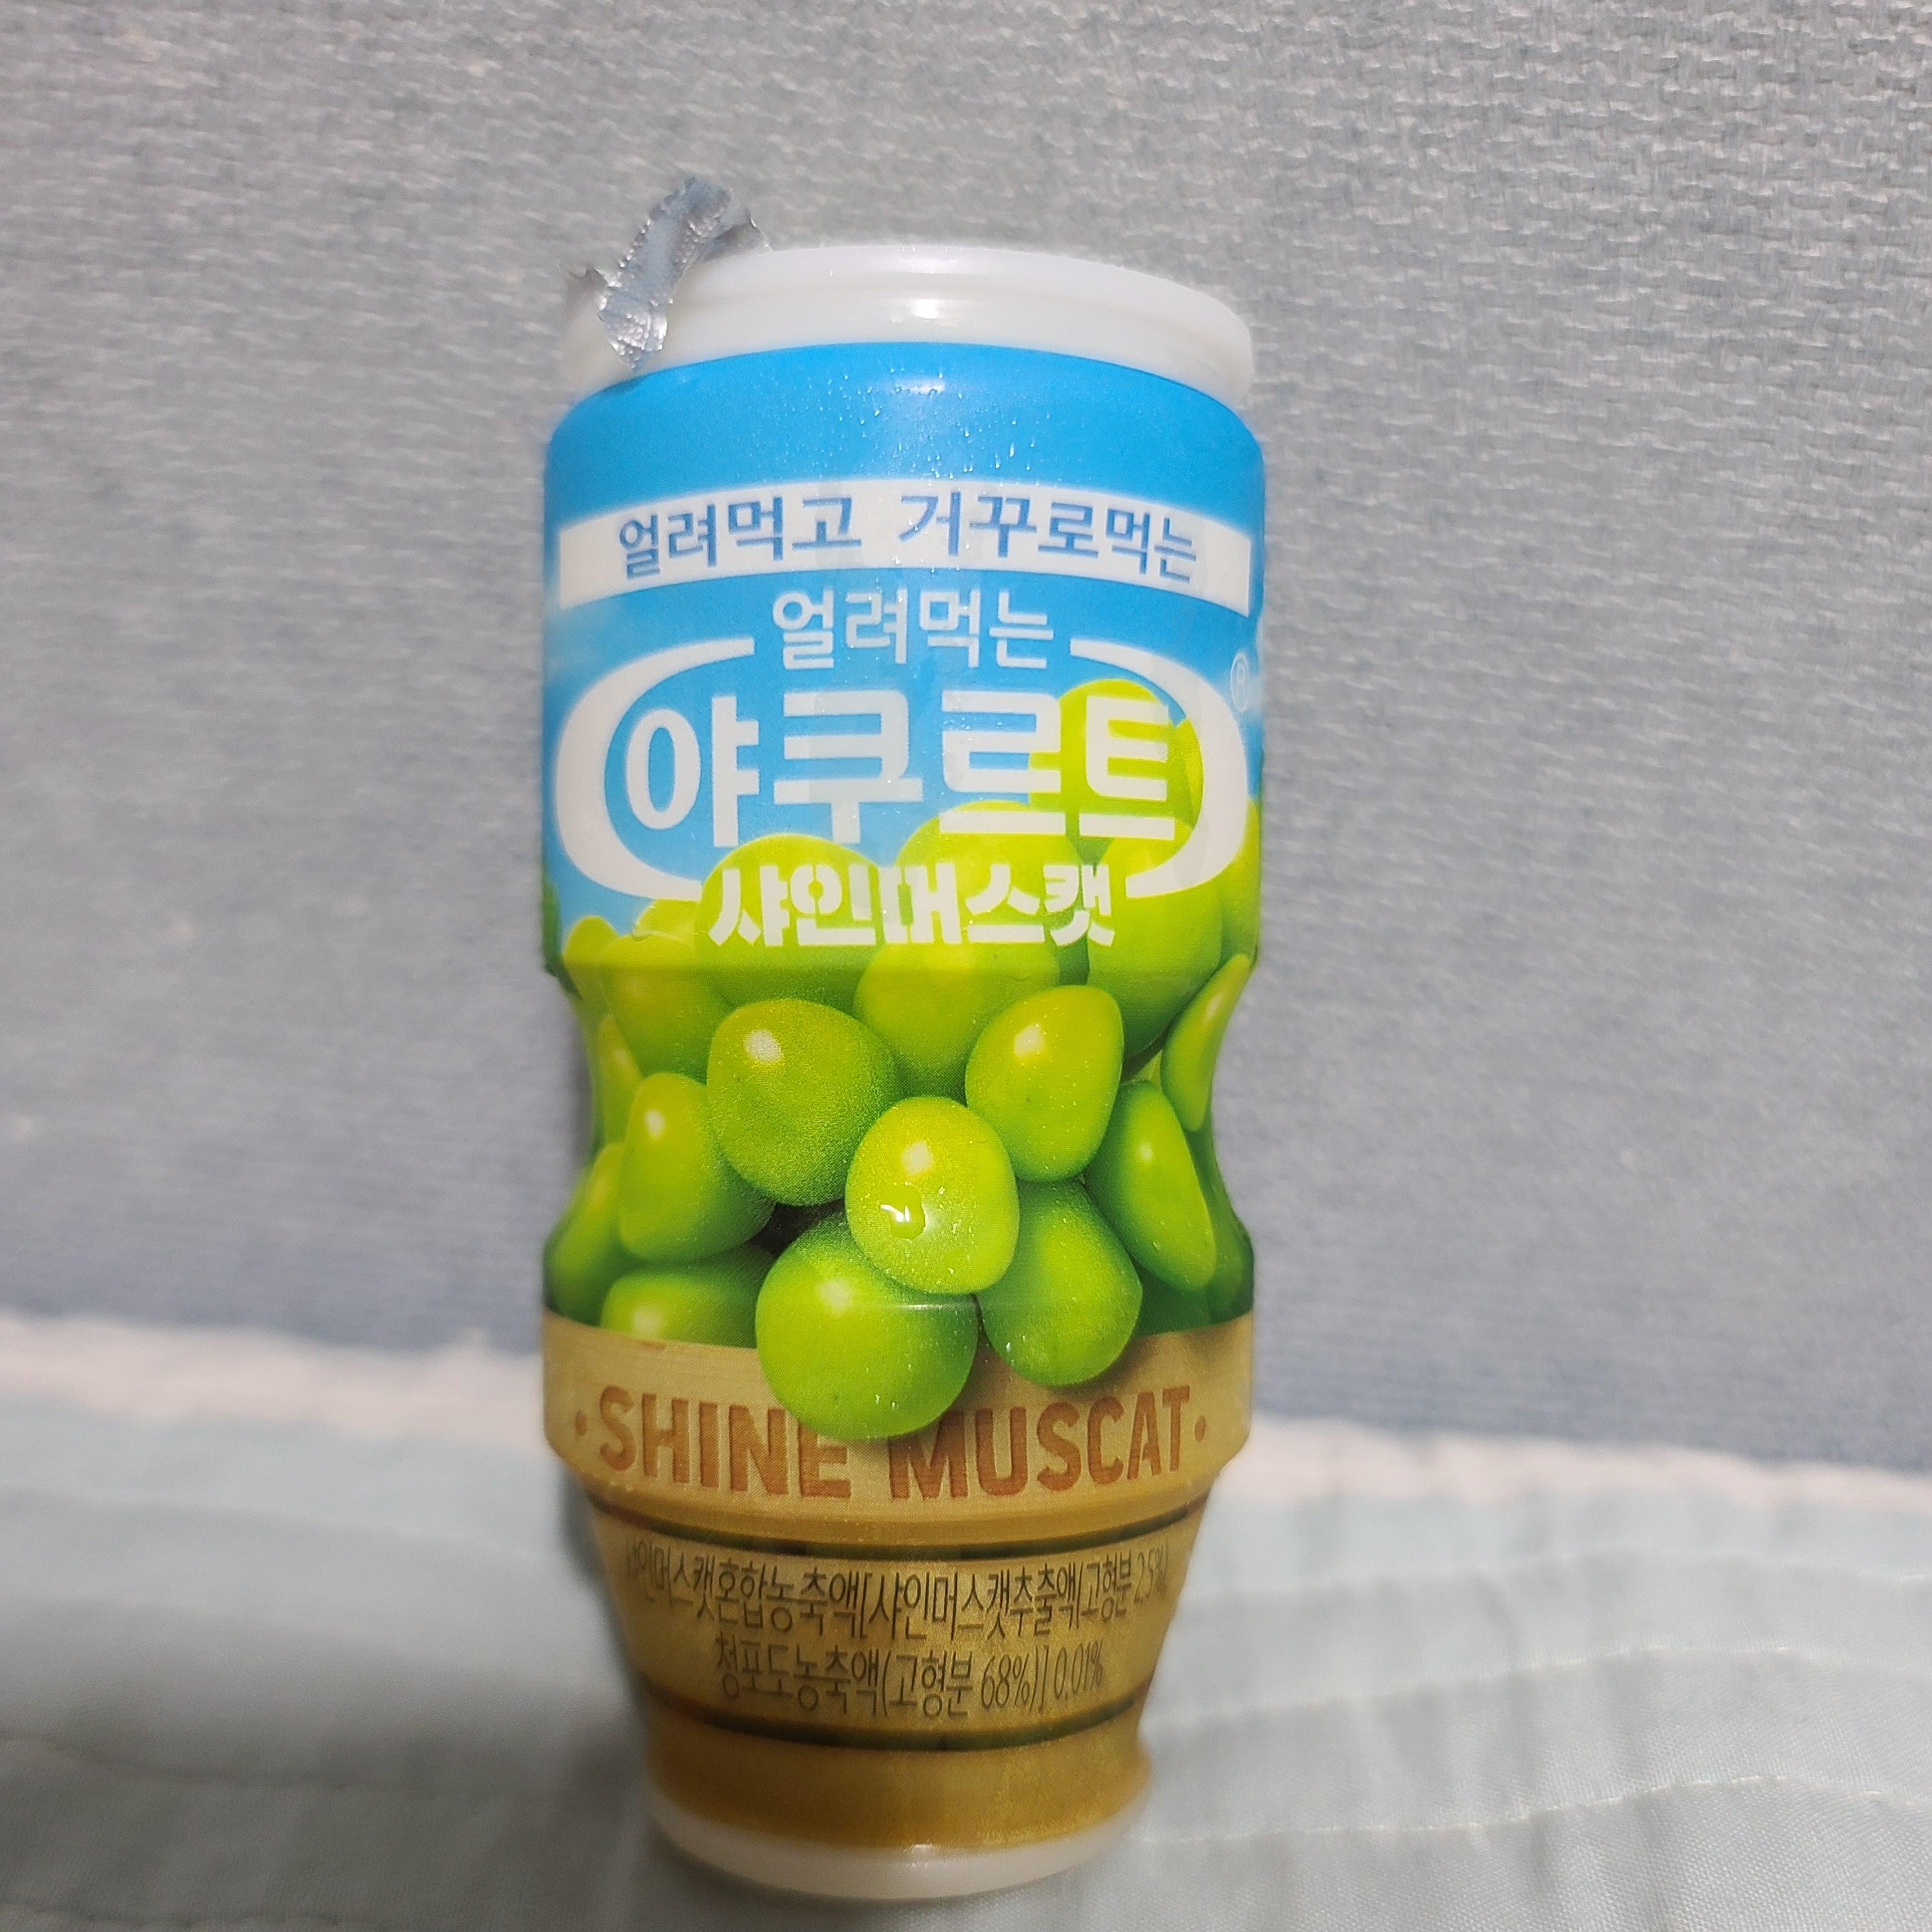 얼려먹고 거꾸로먹는
얼려먹는
야쿠르트
®
샤인머스캣
·SHINE MUSCAT·
샤인머스캣혼합농축액[샤인머스캣추출액(고형분 2.5%)
청포도농축액(고형분 68%)] 0.01%